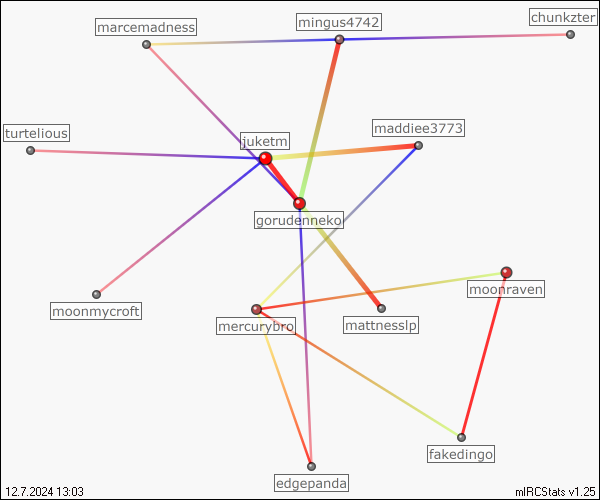 mingus4742
chunkzter
marcemadness
turtelious
juketm
maddiee3773
gorudenneko
moonraven
moonmycroft
mercurybro
mattnesslp
fakedingo
edgepanda
12.7.2024 13:03
mIRCStats v1.25